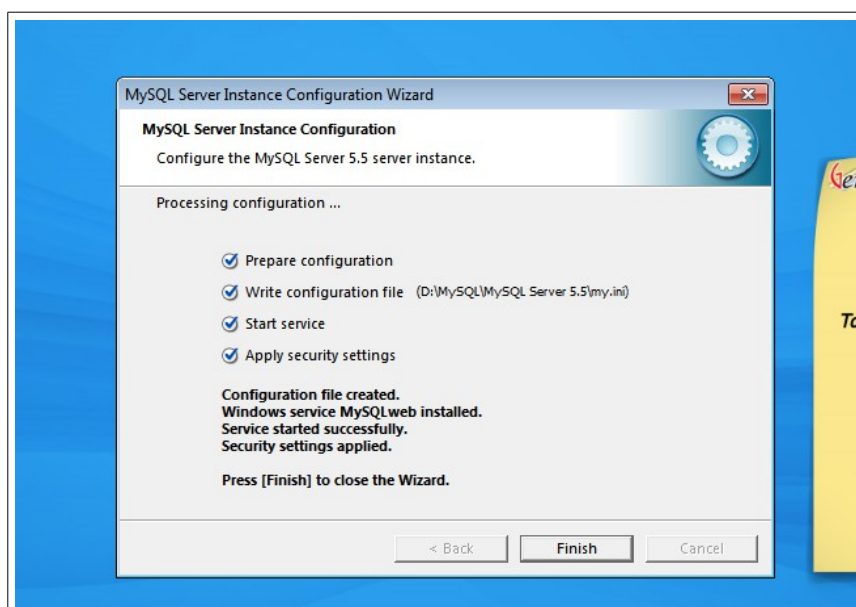 MySQL Server Instance Configuration Wizard
MySQL Server Instance Configuration
Configure the MySQL Server 5.5 server instance.
Processing configuration ...
Prepare configuration
Write configuration file (D:\MySQL\MySQL Server 5.5\my.ini)
Start service
Apply security settings
Configuration file created.
Windows service MySQLweb installed.
Service started successfully.
Security settings applied.
Press [Finish] to close the Wizard.
< Back Finish Cancel